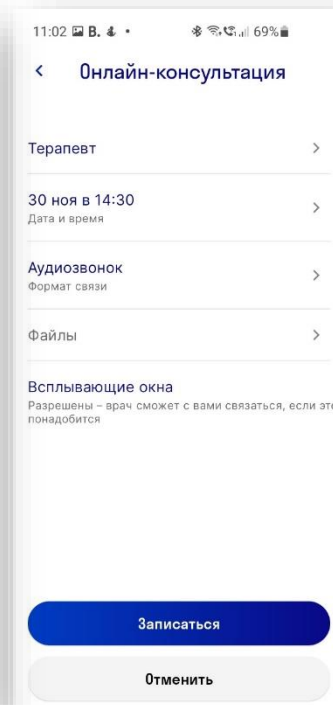 11:02 B. 69%
Онлайн-консультация
Терапевт
30 ноя в 14:30
Дата и время
Аудиозвонок
Формат связи
Файлы
Всплывающие окна
Разрешены – врач сможет с вами связаться, если это
понадобится
Записаться
Отменить